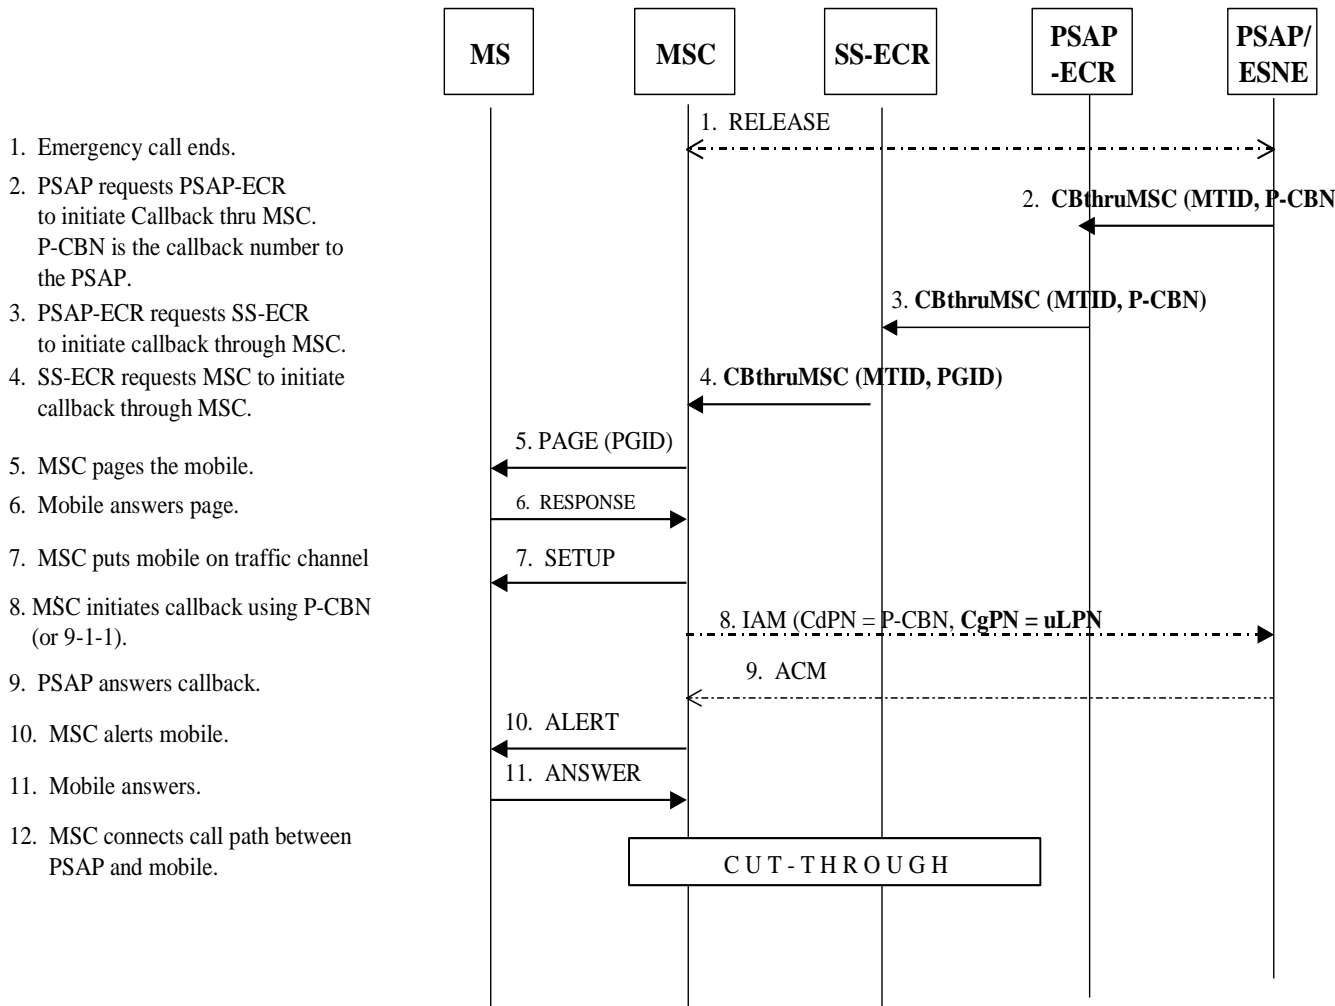 MS
MSC
SS-ECR
PSAP
-ECR
PSAP/
ESNE
1. RELEASE
1. Emergency call ends.
2. PSAP requests PSAP-ECR
to initiate Callback thru MSC.
P-CBN is the callback number to
the PSAP.
2. CBthruMSC (MTID, P-CBN
3. PSAP-ECR requests SS-ECR
to initiate callback through MSC.
3. CBthruMSC (MTID, P-CBN)
4. SS-ECR requests MSC to initiate
callback through MSC.
4. CBthruMSC (MTID, PGID)
5. PAGE (PGID)
5. MSC pages the mobile.
6. Mobile answers page.
6. RESPONSE
7. MSC puts mobile on traffic channel
7. SETUP
8. MSC initiates callback using P-CBN
(or 9-1-1).
8. IAM (CdPN = P-CBN, CgPN = uLPN
9. PSAP answers callback.
9. ACM
10. MSC alerts mobile.
10. ALERT
11. Mobile answers.
11. ANSWER
12. MSC connects call path between
PSAP and mobile.
CUT-THROUGH